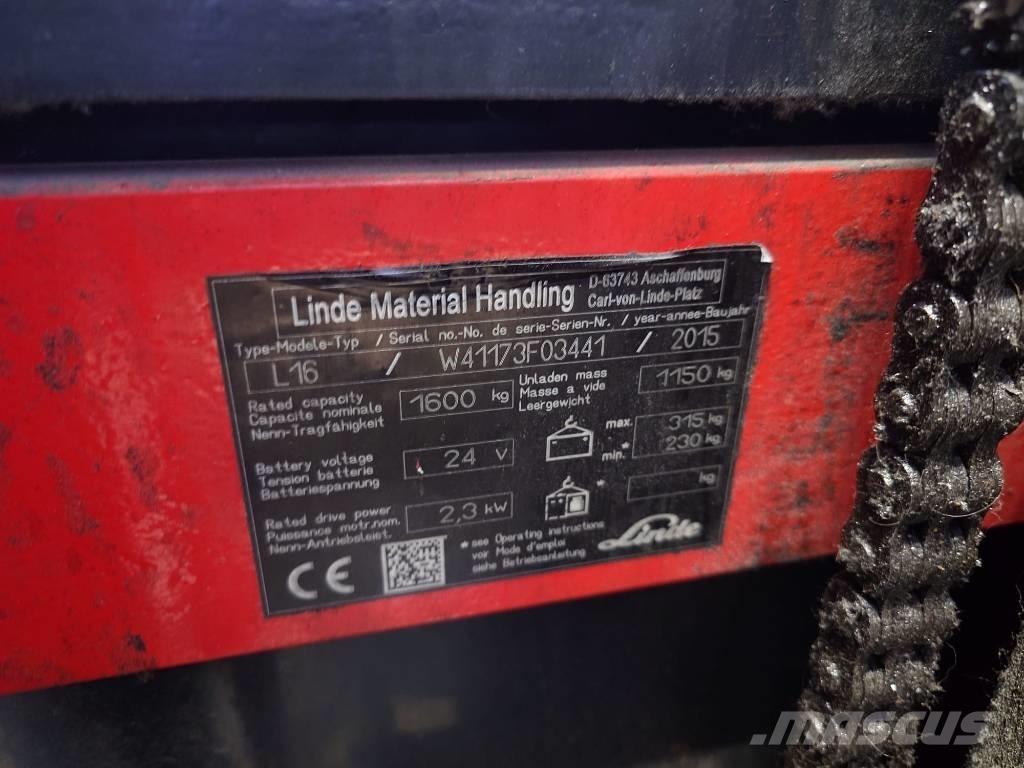 Linde Material Handling
D-63743 Aschaffenburg
Carl-von-Linde-Platz
Type-Modele-Typ / Serial no.-No. de serie-Serien-Nr. / year-annee-Baujahr
L16 / W41173F03441 / 2015
Rated capacity
Capacite nominale
Nenn-Tragfähigkeit
1600 kg
Unladen mass
Masse a vide
Leergewicht
1150 kg
Battery voltage
Tension batterie
Batteriespannung
24 V
max. 315 kg
min.* 230 kg
Rated drive power
Puissance motr.nom.
Nenn-Antriebsleist.
2,3 kW
* kg
CE
* see Operating instructions
voir Mode d'emploi
siehe Betriebsanleitung
Linde
mascus